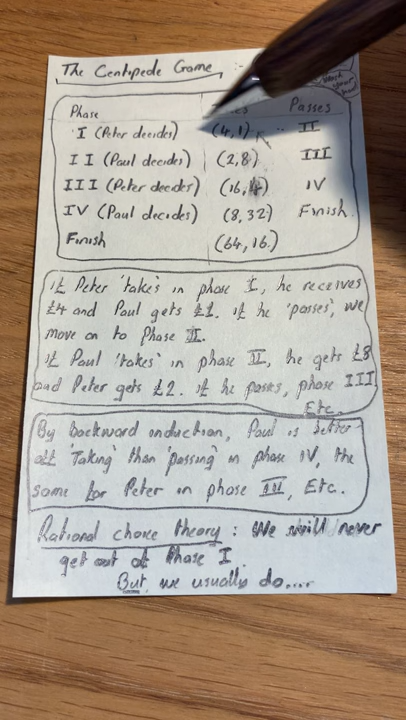 The Centipede Game :-
Phase Passes
I (Peter decides) (4,1) II
II (Paul decides) (2,8) III
III (Peter decides) (16,4) IV
IV (Paul decides) (8,32) Finish
Finish (64,16)
If Peter 'takes' in phase I, he receives
£4 and Paul gets £1. If he 'passes', we
move on to Phase II.
If Paul 'takes' in phase II, he gets £8
and Peter gets £2. If he passes, phase III
Etc.
By backward induction, Paul is better
off 'Taking' than 'passing' in phase IV, the
same for Peter in phase III, Etc.
Rational choice theory : We will never
get out of Phase I.
But we usually do....